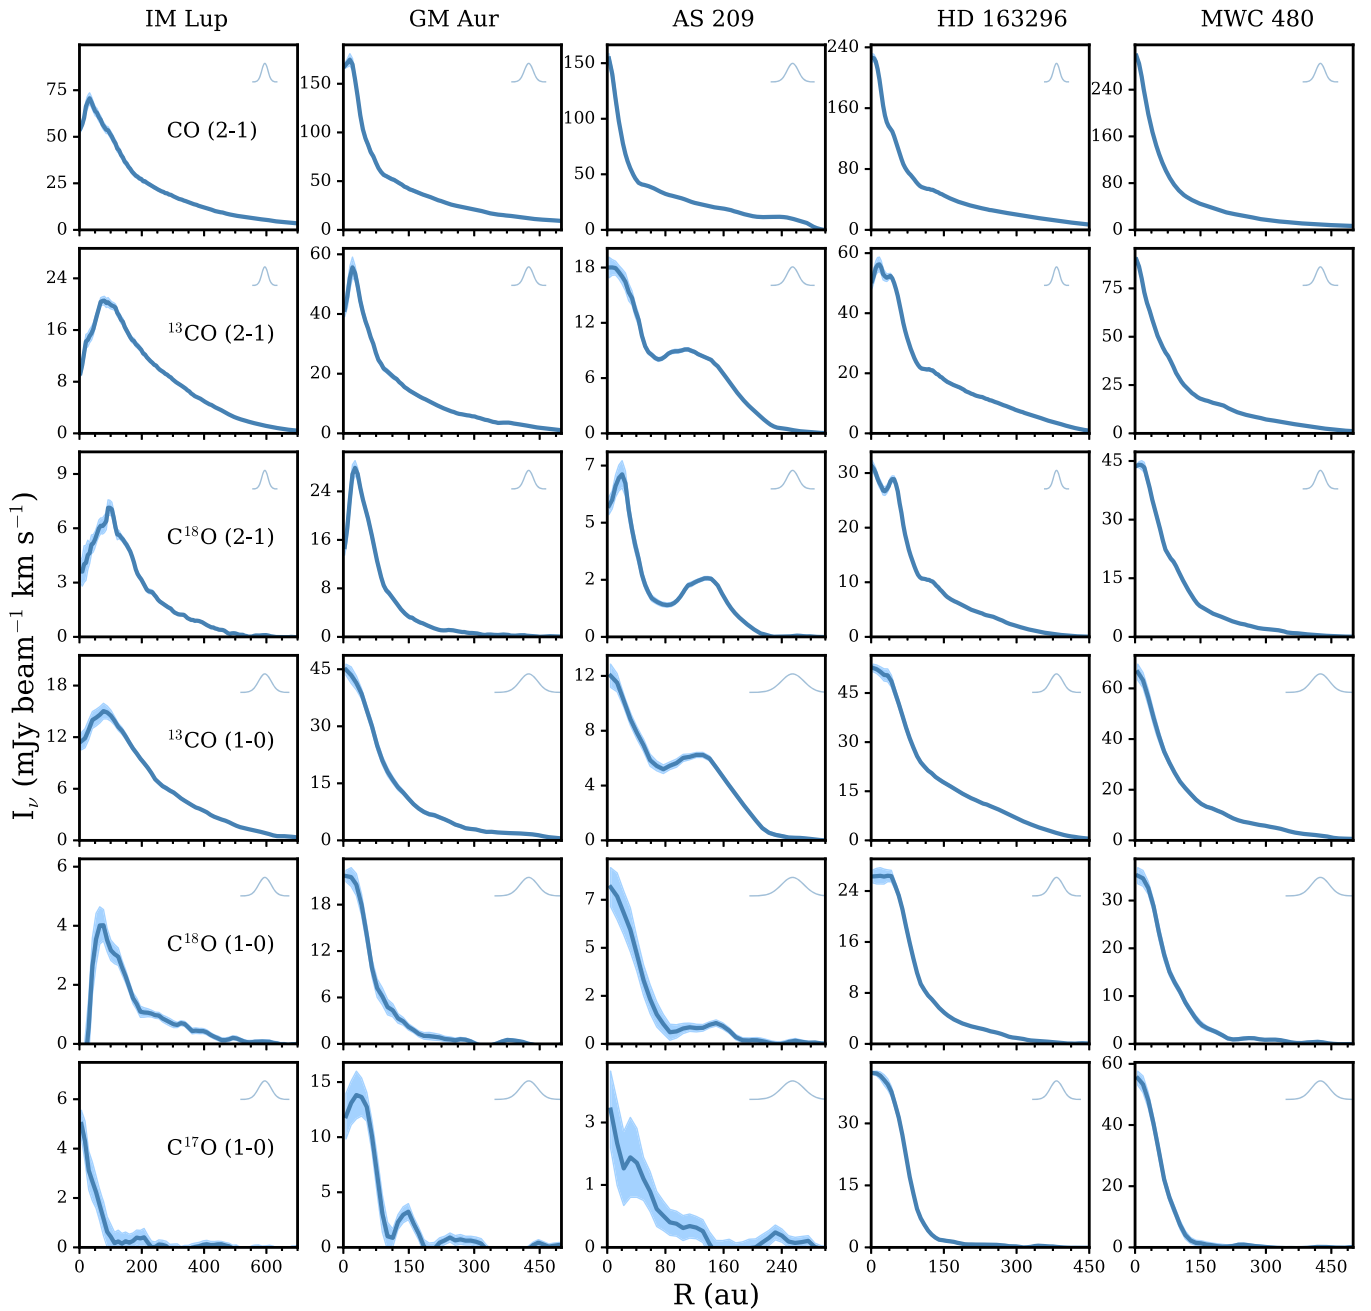 IM Lup GM Aur AS 209 HD 163296 MWC 480
75 50 25 0
CO (2-1)
150 100 50 0
150 100 50 0
240 160 80 0
240 160 80 0
24 16 8 0
¹³CO (2-1)
60 40 20 0
18 12 6 0
60 40 20 0
75 50 25 0
9 6 3 0
C¹⁸O (2-1)
24 16 8 0
7 5 2 0
30 20 10 0
45 30 15 0
I_ν (mJy beam⁻¹ km s⁻¹)
18 12 6 0
¹³CO (1-0)
45 30 15 0
12 8 4 0
45 30 15 0
60 40 20 0
6 4 2 0
C¹⁸O (1-0)
18 12 6 0
7 5 2 0
24 16 8 0
30 20 10 0
6 4 2 0
C¹⁷O (1-0)
15 10 5 0
3 1 0
30 15 0
60 40 20 0
0 200 400 600
0 150 300 450
0 80 160 240
0 150 300 450
0 150 300 450
R (au)